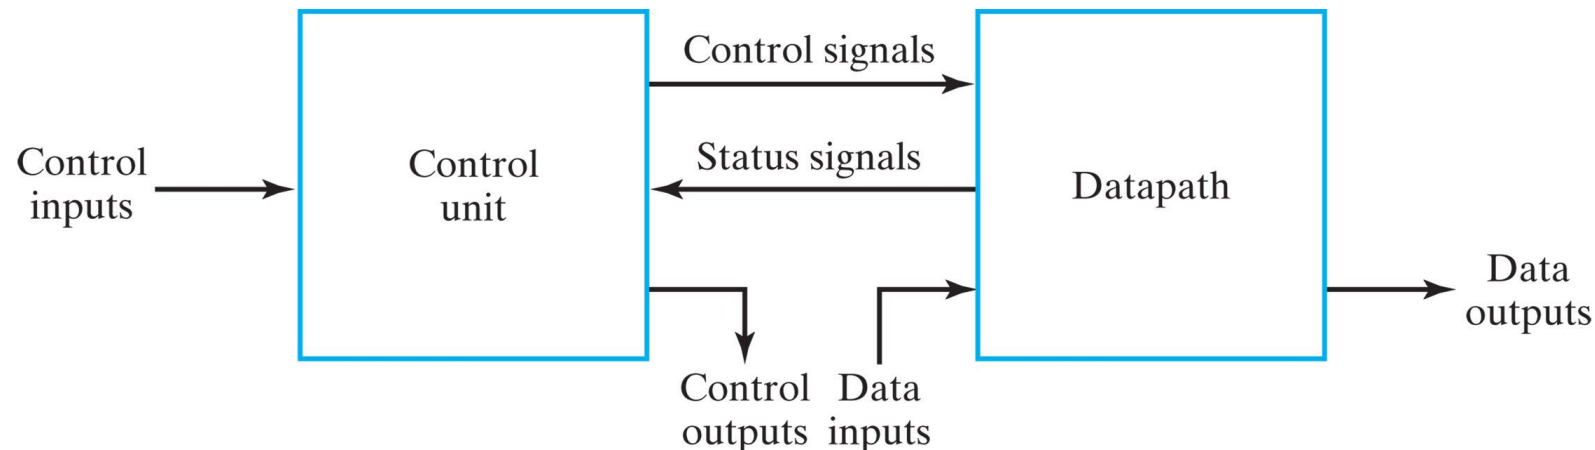 Control
inputs
Control
unit
Control signals
Status signals
Control
outputs
Data
inputs
Datapath
Data
outputs